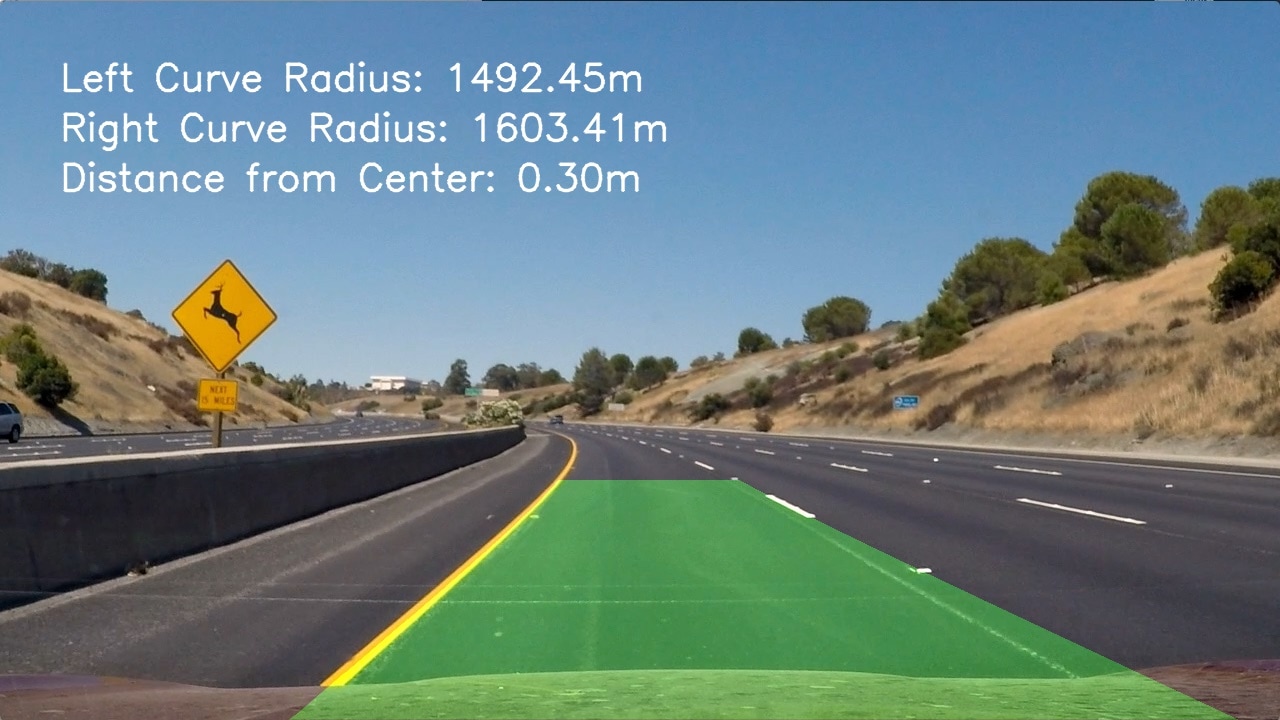 Left Curve Radius: 1492.45m
Right Curve Radius: 1603.41m
Distance from Center: 0.30m
NEXT
15 MILES